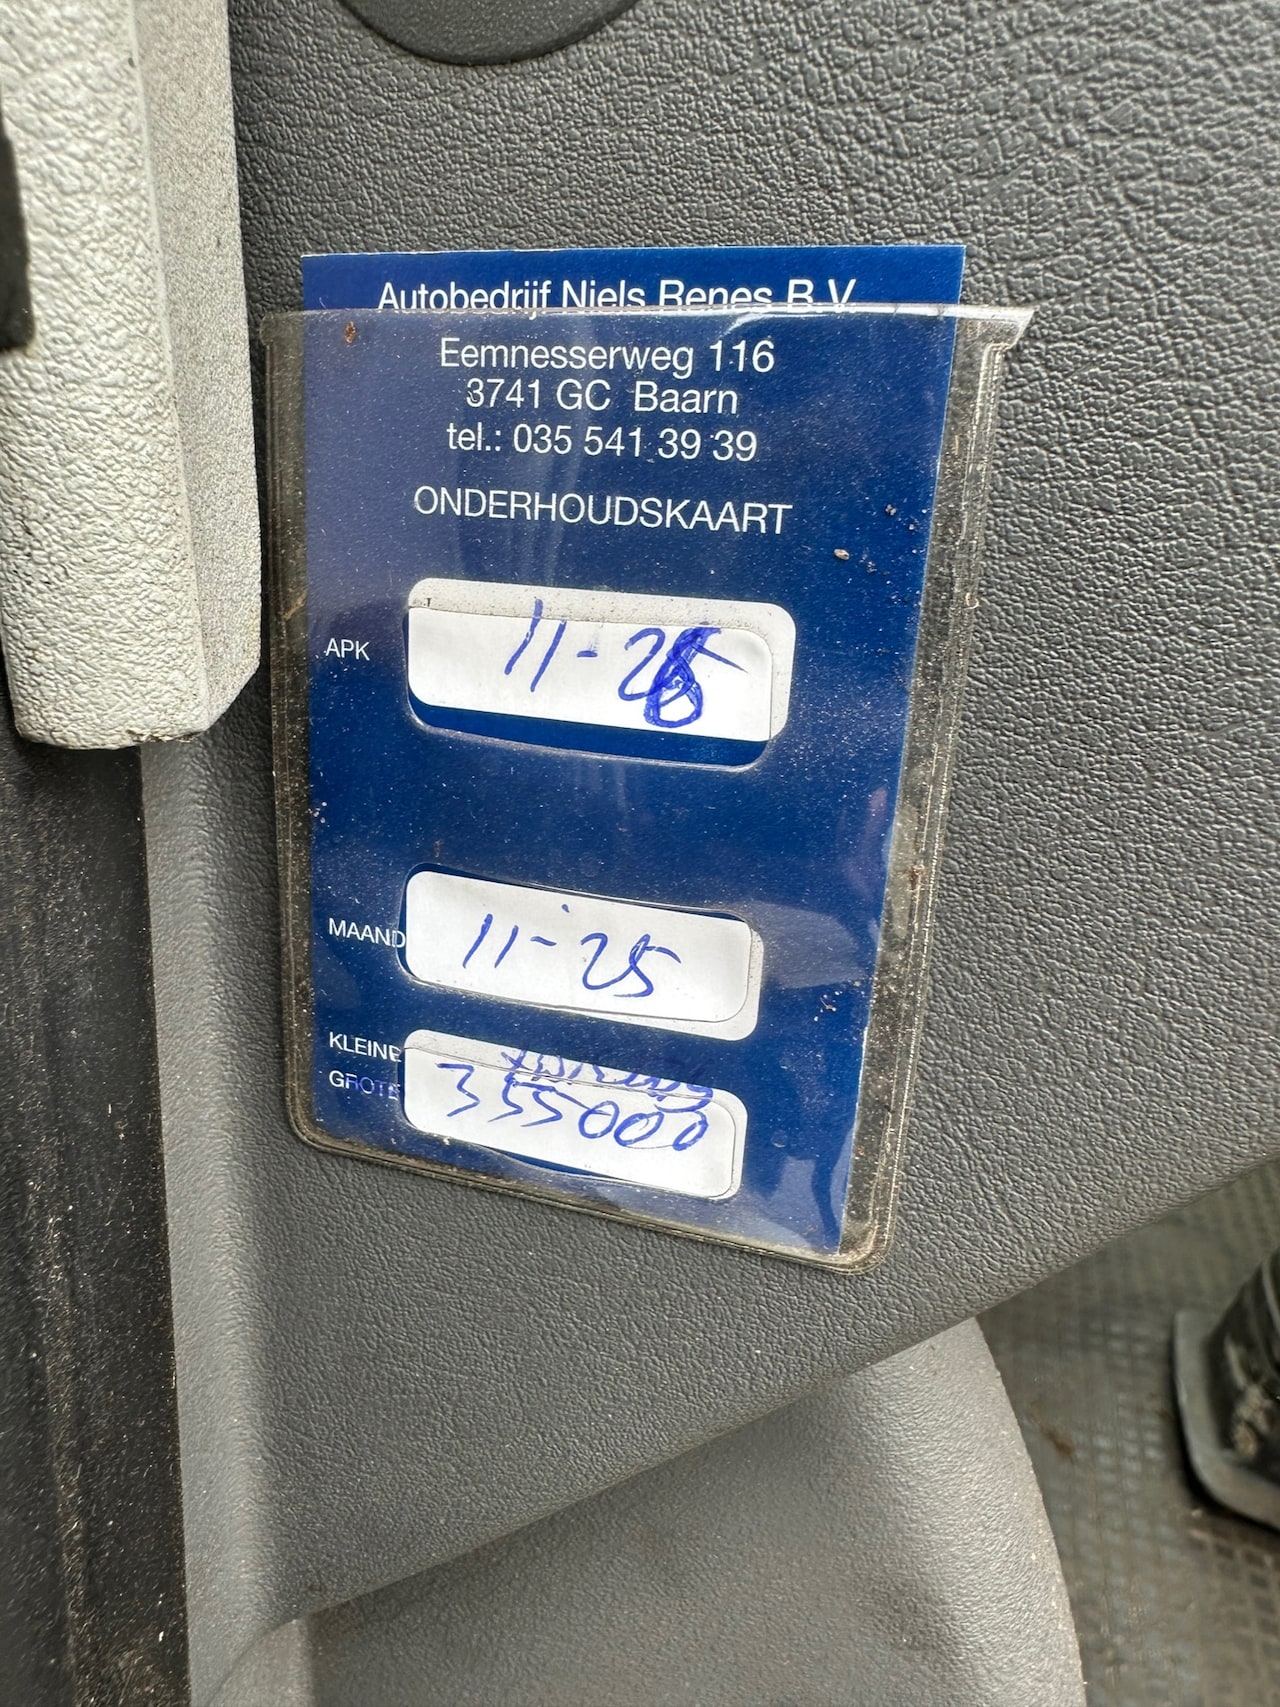 Autobedrijf Niels Renes B.V.
Eemnesserweg 116
3741 GC Baarn
tel.: 035 541 39 39
ONDERHOUDSKAART
APK 11-26
MAAND 11-25
KLEINE
GROTE 355000